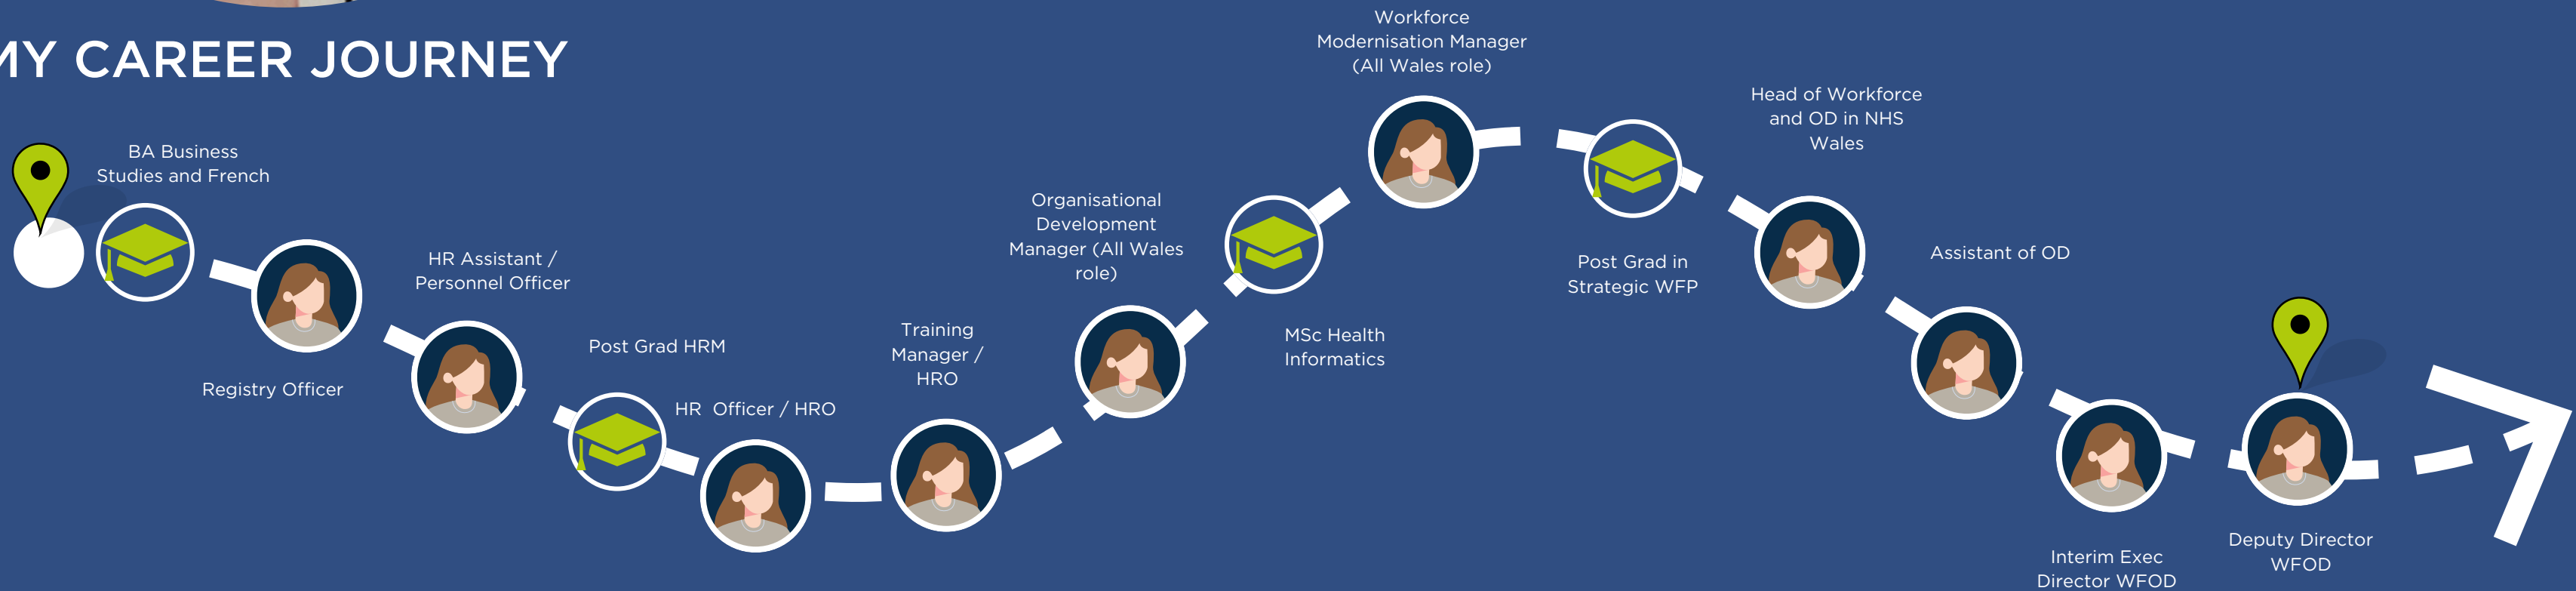 MY CAREER JOURNEY
BA Business
Studies and French
Registry Officer
HR Assistant /
Personnel Officer
Post Grad HRM
HR Officer / HRO
Training
Manager /
HRO
Organisational
Development
Manager (All Wales
role)
MSc Health
Informatics
Workforce
Modernisation Manager
(All Wales role)
Post Grad in
Strategic WFP
Head of Workforce
and OD in NHS
Wales
Assistant of OD
Interim Exec
Director WFOD
Deputy Director
WFOD